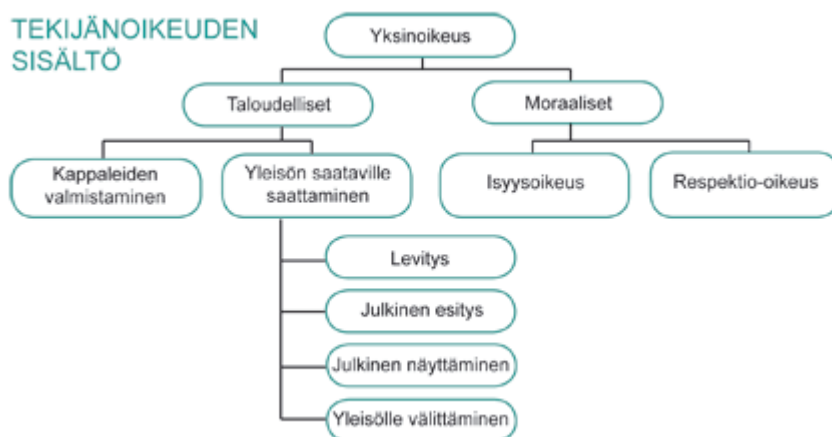 TEKIJÄNOIKEUDEN
SISÄLTÖ
Yksinoikeus
Taloudelliset
Moraaliset
Kappaleiden
valmistaminen
Yleisön saataville
saattaminen
Isyysoikeus
Respektio-oikeus
Levitys
Julkinen esitys
Julkinen näyttäminen
Yleisölle välittäminen